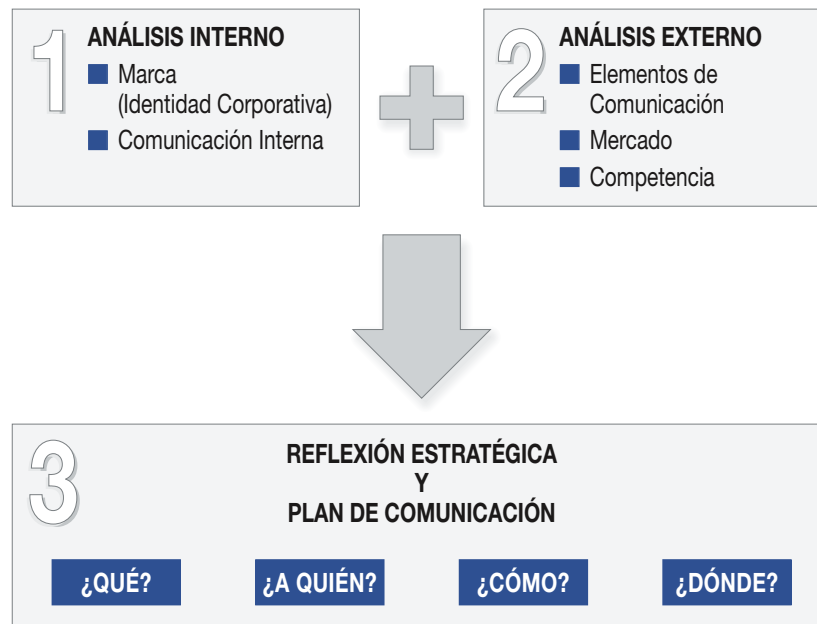 1
ANÁLISIS INTERNO
Marca
(Identidad Corporativa)
Comunicación Interna
2
ANÁLISIS EXTERNO
Elementos de
Comunicación
Mercado
Competencia
3
REFLEXIÓN ESTRATÉGICA
Y
PLAN DE COMUNICACIÓN
¿QUÉ?
¿A QUIÉN?
¿CÓMO?
¿DÓNDE?